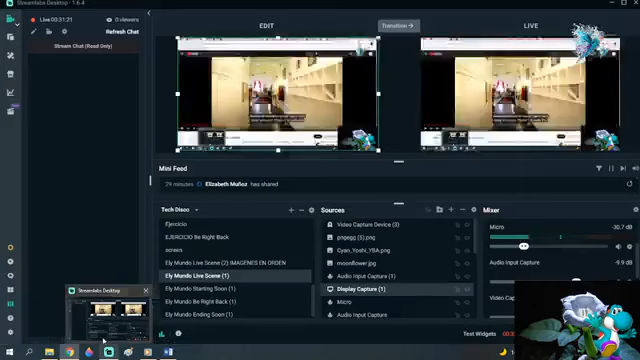 Streamlabs Desktop - 1.6.4
Live 00:31:21
0 viewers
Refresh Chat
Stream Chat (Read Only)
EDIT
Transition
LIVE
Mini Feed
29 minutes Elizabeth Muñoz has shared
Tech Disco
Sources
Mixer
Ejercicio
EJERCICIO Be Right Back
screen
Ely Mundo Live Scene (2) IMAGENES EN ORDEN
Ely Mundo Live Scene (1)
Ely Mundo Starting Soon (1)
Ely Mundo Be Right Back (1)
Ely Mundo Ending Soon (1)
Video Capture Device (3)
pngegg (5).png
Cyan_Yoshi_YBA.png
moonflower.jpg
Audio Input Capture (1)
Display Capture (1)
Micro
Audio Input Capture
Micro
-30.7 dB
Audio Input Capture
-9.9 dB
Streamlabs Desktop
Test Widgets